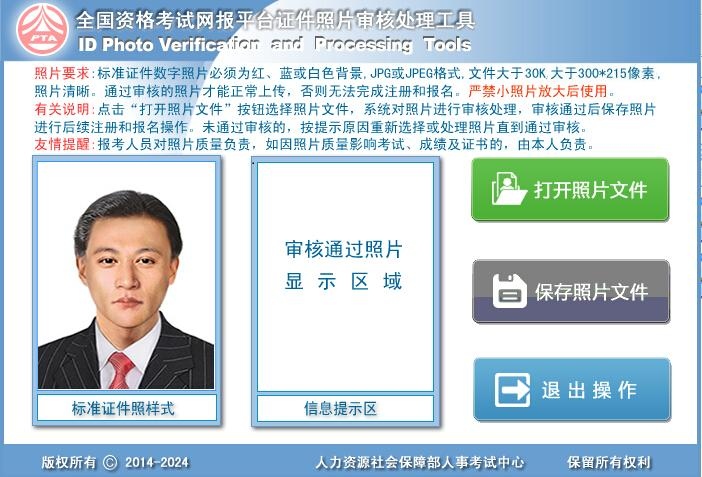 全国资格考试网报平台证件照片审核处理工具
PTA
ID Photo Verification and Processing Tools
照片要求:标准证件数字照片必须为红、蓝或白色背景,JPG或JPEG格式,文件大于30K,大于300*215像素,
照片清晰。通过审核的照片才能正常上传，否则无法完成注册和报名。严禁小照片放大后使用。
有关说明:点击“打开照片文件”按钮选择照片文件，系统对照片进行审核处理，审核通过后保存照片
进行后续注册和报名操作。未通过审核的，按提示原因重新选择或处理照片直到通过审核。
友情提醒:报考人员对照片质量负责，如因照片质量影响考试、成绩及证书的，由本人负责。
审核通过照片
显示区域
标准证件照样式
信息提示区
打开照片文件
保存照片文件
退出操作
版权所有 © 2014-2024 人力资源社会保障部人事考试中心 保留所有权利